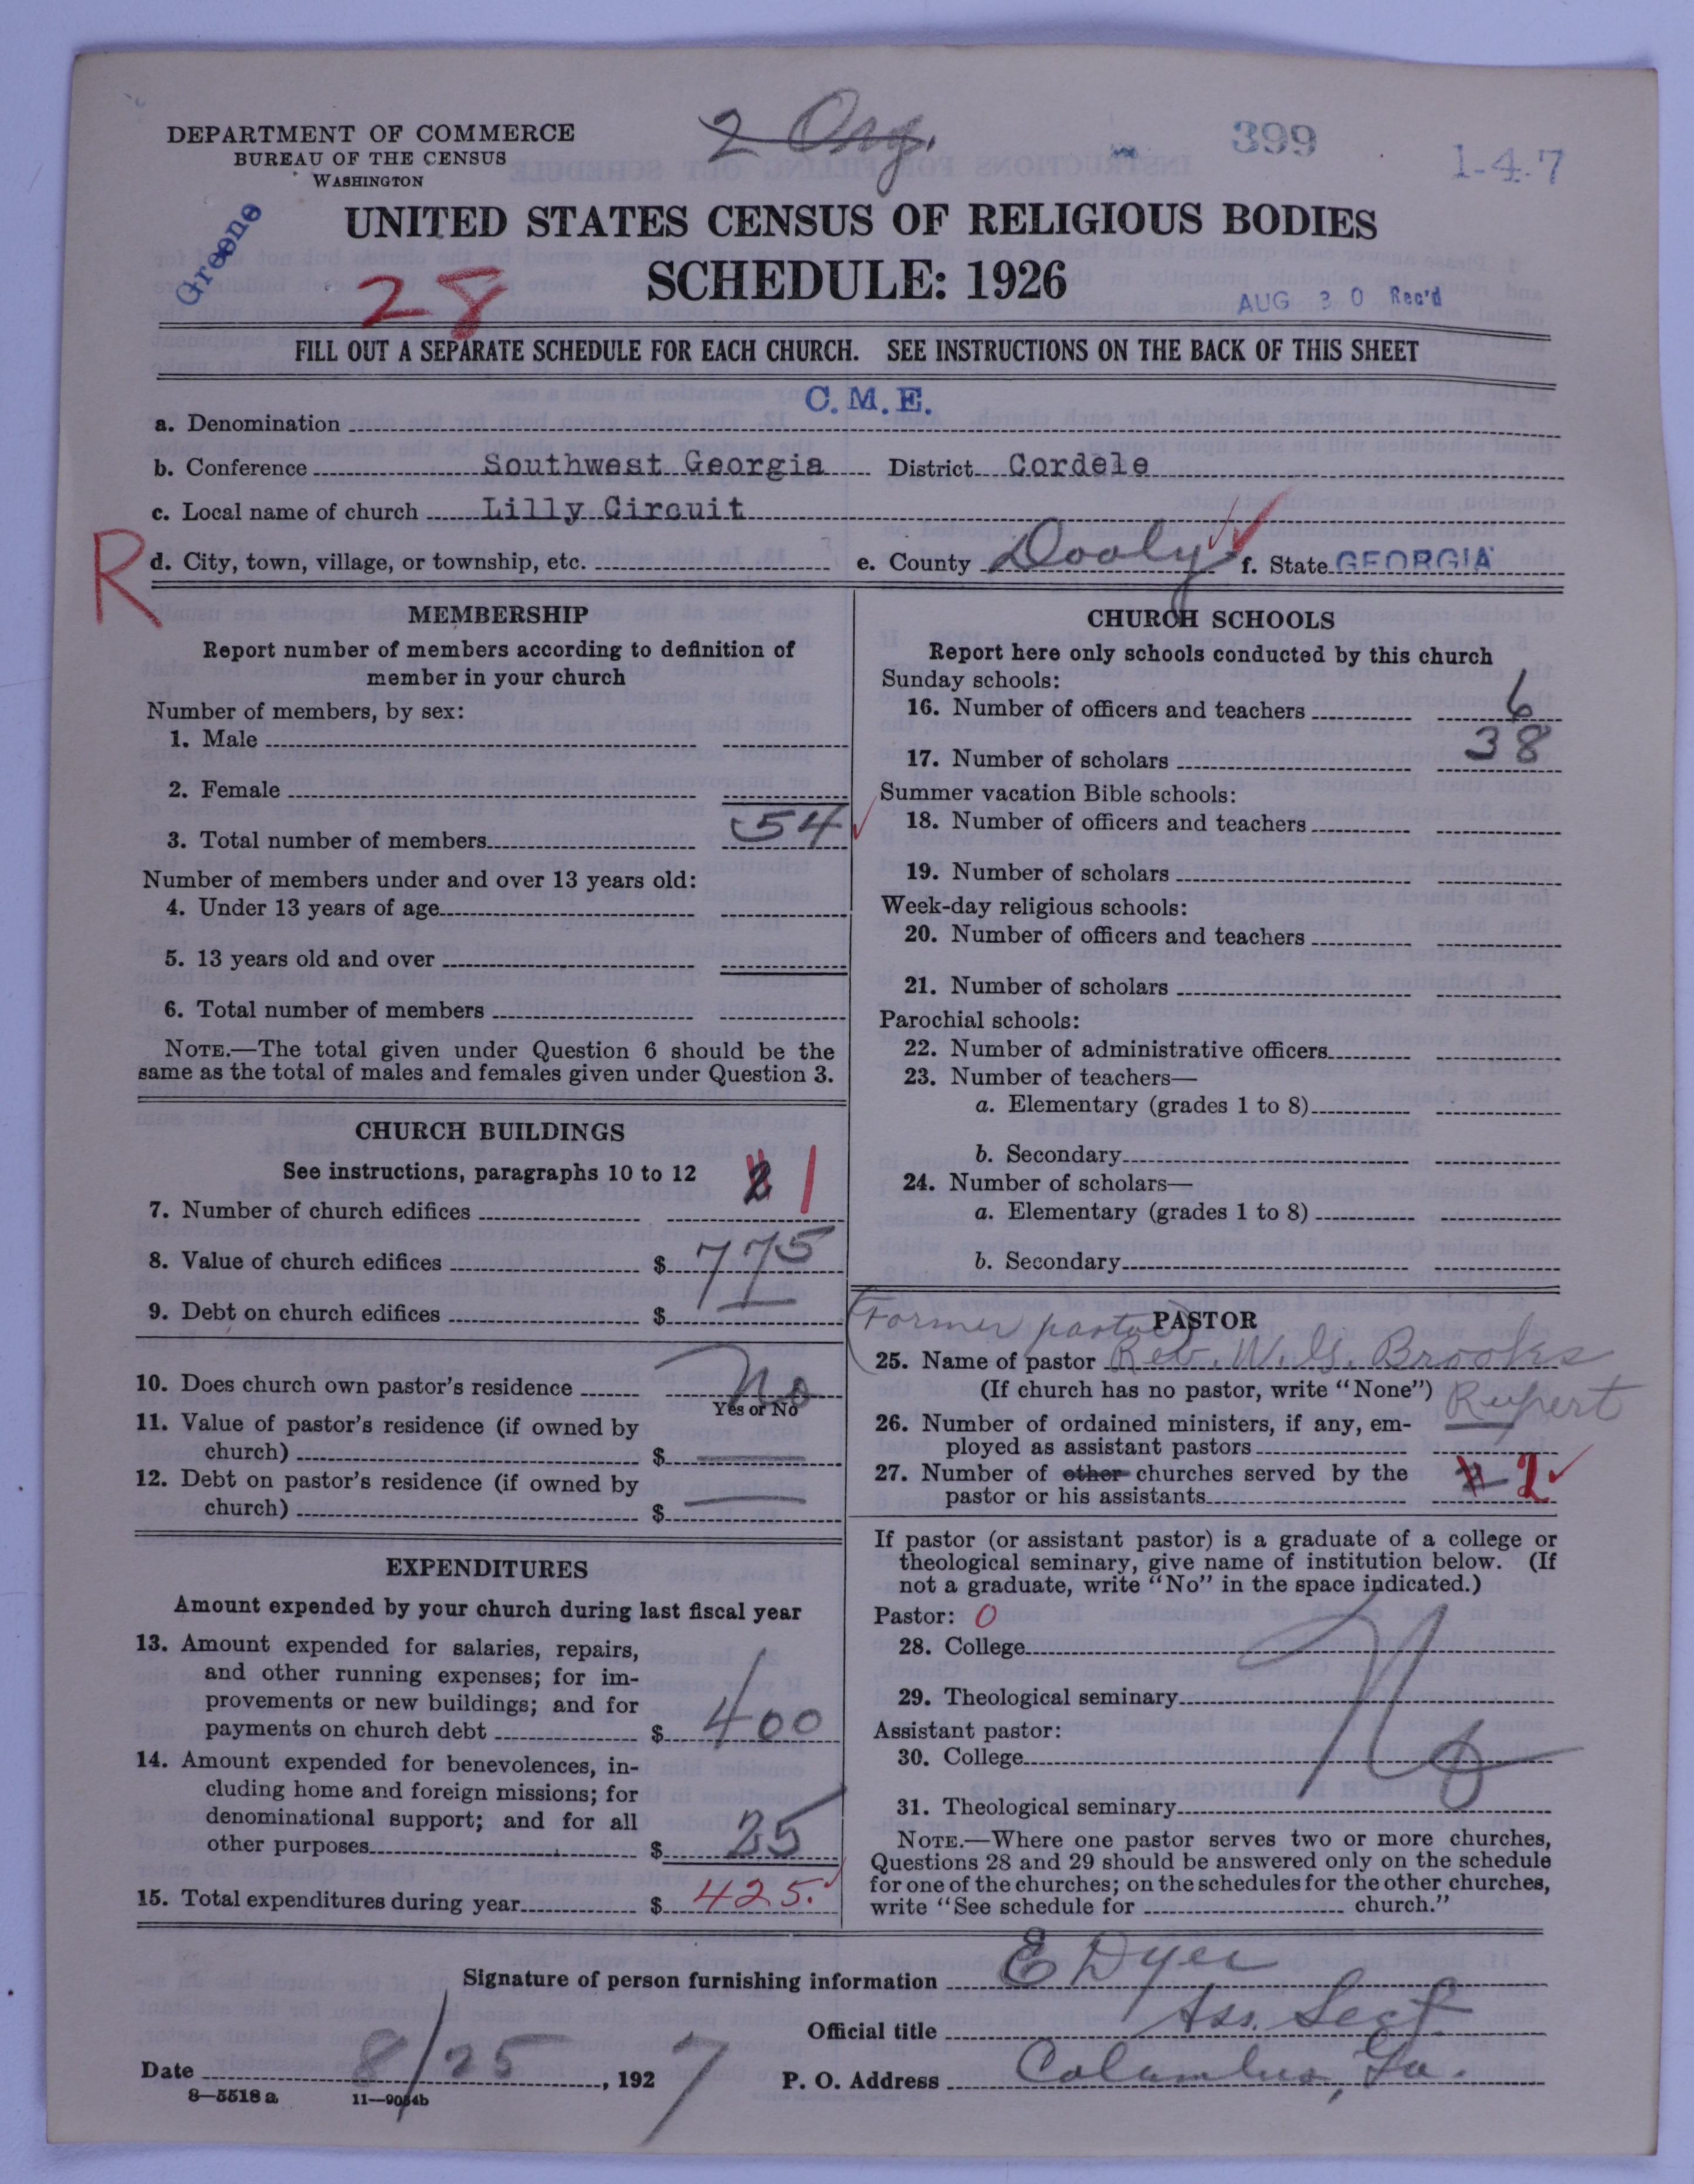 2 Org.
399
1-4-7
DEPARTMENT OF COMMERCE
BUREAU OF THE CENSUS
WASHINGTON
Greene
UNITED STATES CENSUS OF RELIGIOUS BODIES
28
SCHEDULE: 1926
AUG 30 Rec'd
FILL OUT A SEPARATE SCHEDULE FOR EACH CHURCH. SEE INSTRUCTIONS ON THE BACK OF THIS SHEET
a. Denomination C. M. E.
b. Conference Southwest Georgia District Cordele
c. Local name of church Lilly Circuit
R
d. City, town, village, or township, etc. e. County Dooly f. State GEORGIA
MEMBERSHIP
Report number of members according to definition of
member in your church
Number of members, by sex:
1. Male
2. Female
3. Total number of members 54
Number of members under and over 13 years old:
4. Under 13 years of age
5. 13 years old and over
6. Total number of members
NOTE.—The total given under Question 6 should be the
same as the total of males and females given under Question 3.
CHURCH BUILDINGS
See instructions, paragraphs 10 to 12
7. Number of church edifices 2 1
8. Value of church edifices $ 775
9. Debt on church edifices $
10. Does church own pastor's residence No
Yes or No
11. Value of pastor's residence (if owned by
church) $
12. Debt on pastor's residence (if owned by
church) $
EXPENDITURES
Amount expended by your church during last fiscal year
13. Amount expended for salaries, repairs,
and other running expenses; for im-
provements or new buildings; and for
payments on church debt $ 400
14. Amount expended for benevolences, in-
cluding home and foreign missions; for
denominational support; and for all
other purposes $ 25
15. Total expenditures during year $ 425.
CHURCH SCHOOLS
Report here only schools conducted by this church
Sunday schools:
16. Number of officers and teachers 6
17. Number of scholars 38
Summer vacation Bible schools:
18. Number of officers and teachers
19. Number of scholars
Week-day religious schools:
20. Number of officers and teachers
21. Number of scholars
Parochial schools:
22. Number of administrative officers
23. Number of teachers—
a. Elementary (grades 1 to 8)
b. Secondary
24. Number of scholars—
a. Elementary (grades 1 to 8)
b. Secondary
(Former pastor)
PASTOR
25. Name of pastor Rev. W. G. Brooks
(If church has no pastor, write "None") Rupert
26. Number of ordained ministers, if any, em-
ployed as assistant pastors
27. Number of other churches served by the
pastor or his assistants 2
If pastor (or assistant pastor) is a graduate of a college or
theological seminary, give name of institution below. (If
not a graduate, write "No" in the space indicated.)
Pastor: 0
28. College
29. Theological seminary
No
Assistant pastor:
30. College
31. Theological seminary
NOTE.—Where one pastor serves two or more churches,
Questions 28 and 29 should be answered only on the schedule
for one of the churches; on the schedules for the other churches,
write "See schedule for church."
Signature of person furnishing information E Dyer
Official title Ass. Sect.
Date 8/25, 1927 P. O. Address Columbus, Ga.
8—5518 a 11—9034b